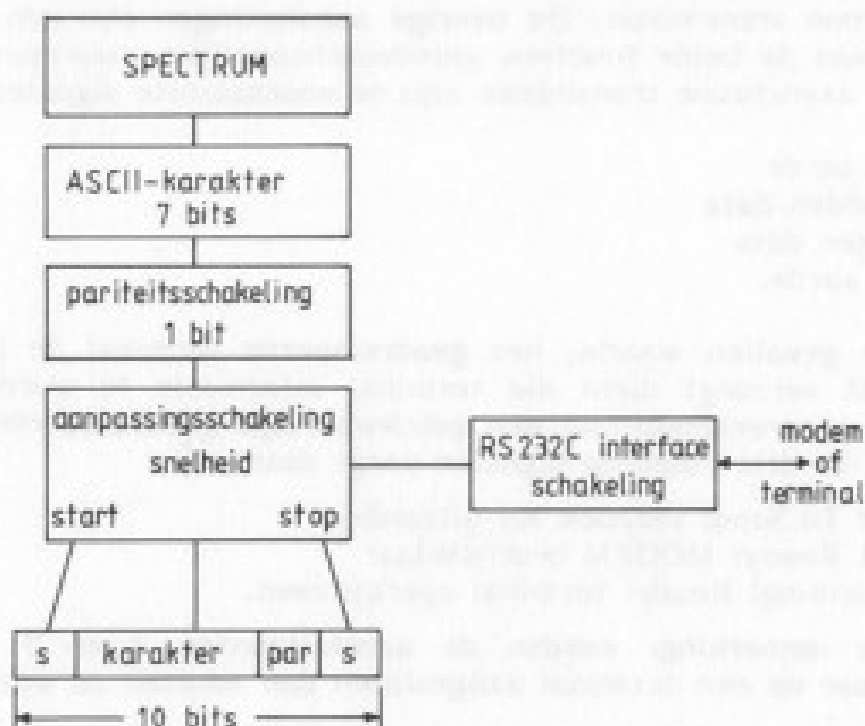 SPECTRUM
ASCII-karakter
7 bits
pariteitsschakeling
1 bit
aanpassingsschakeling
snelheid
start stop
RS232C interface
schakeling
modem
of
terminal
s karakter par s
10 bits